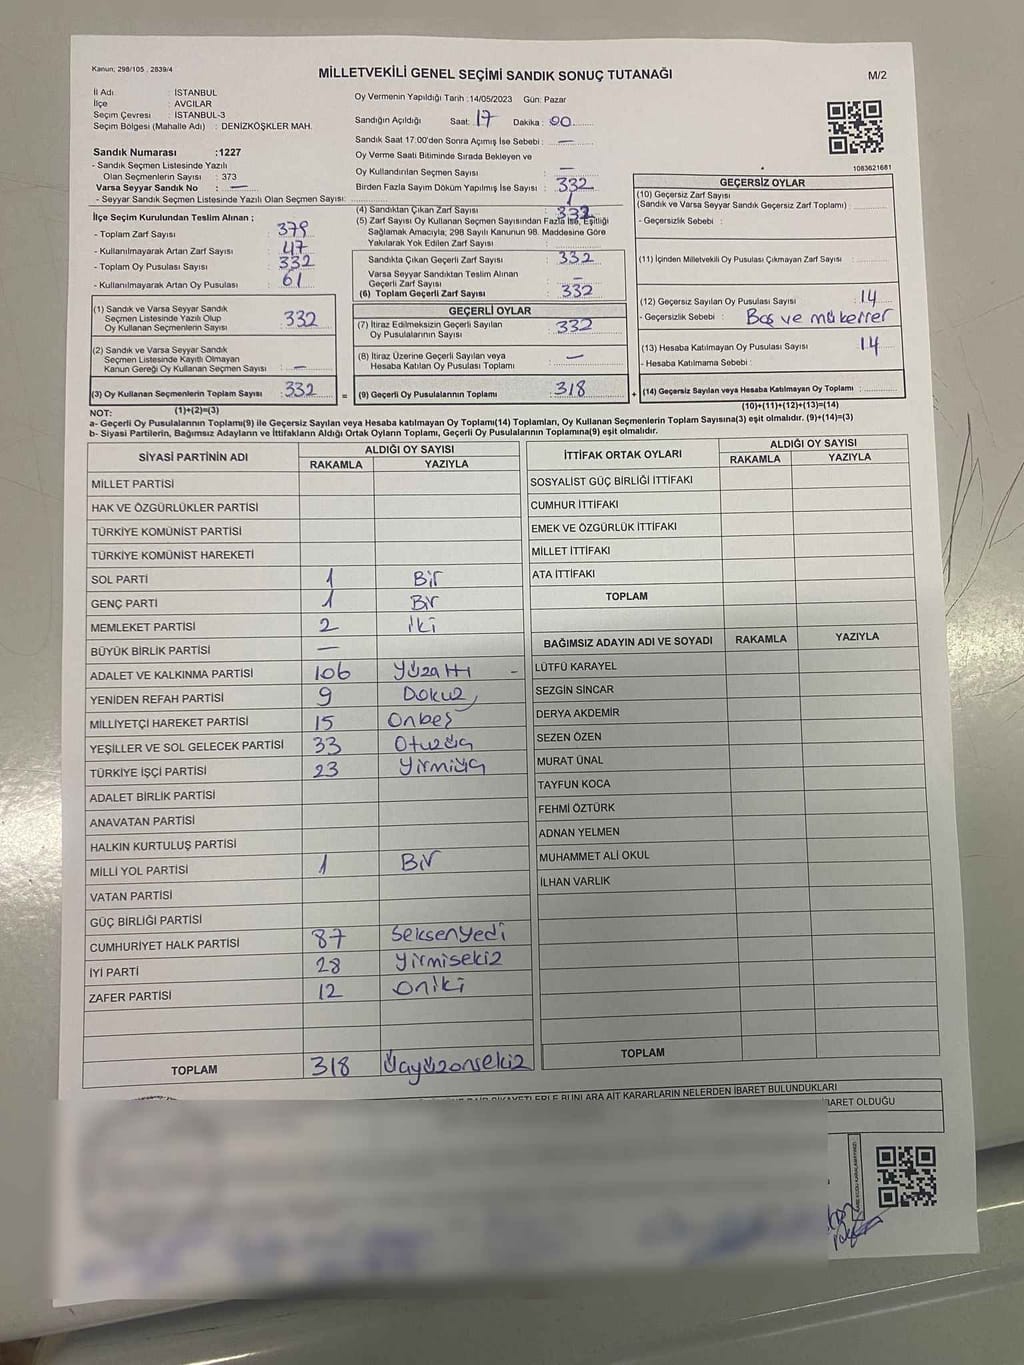 Kanun; 298/105 , 2839/4
MİLLETVEKİLİ GENEL SEÇİMİ SANDIK SONUÇ TUTANAĞI
M/2
İl Adı : İSTANBUL
İlçe : AVCILAR
Seçim Çevresi : İSTANBUL-3
Seçim Bölgesi (Mahalle Adı) : DENİZKÖŞKLER MAH.
Sandık Numarası :1227
- Sandık Seçmen Listesinde Yazılı
Olan Seçmenlerin Sayısı : 373
Varsa Seyyar Sandık No : —
- Seyyar Sandık Seçmen Listesinde Yazılı Olan Seçmen Sayısı:
Oy Vermenin Yapıldığı Tarih :14/05/2023 Gün: Pazar
Sandığın Açıldığı Saat: 17 Dakika : 00
Sandık Saat 17:00'den Sonra Açımış İse Sebebi : —
Oy Verme Saati Bitiminde Sırada Bekleyen ve
Oy Kullandırılan Seçmen Sayısı : —
Birden Fazla Sayım Döküm Yapılmış İse Sayısı : 332
1083621681
İlçe Seçim Kurulundan Teslim Alınan ;
- Toplam Zarf Sayısı : 379
- Kullanılmayarak Artan Zarf Sayısı : 47
- Toplam Oy Pusulası Sayısı : 332
- Kullanılmayarak Artan Oy Pusulası : 61
(1) Sandık ve Varsa Seyyar Sandık
Seçmen Listesinde Yazılı Olup
Oy Kullanan Seçmenlerin Sayısı : 332
(2) Sandık ve Varsa Seyyar Sandık
Seçmen Listesinde Kayıtlı Olmayan
Kanun Gereği Oy Kullanan Seçmen Sayısı : —
(3) Oy Kullanan Seçmenlerin Toplam Sayısı : 332 =
(1)+(2)=(3)
(4) Sandıktan Çıkan Zarf Sayısı : 332
(5) Zarf Sayısı Oy Kullanan Seçmen Sayısından Fazla İse, Eşitliği
Sağlamak Amacıyla; 298 Sayılı Kanunun 98. Maddesine Göre
Yakılarak Yok Edilen Zarf Sayısı :
Sandıkta Çıkan Geçerli Zarf Sayısı : 332
Varsa Seyyar Sandıktan Teslim Alınan
Geçerli Zarf Sayısı : —
(6) Toplam Geçerli Zarf Sayısı : 332
GEÇERLİ OYLAR
(7) İtiraz Edilmeksizin Geçerli Sayılan
Oy Pusulalarının Sayısı : 332
(8) İtiraz Üzerine Geçerli Sayılan veya
Hesaba Katılan Oy Pusulası Toplamı : —
(9) Geçerli Oy Pusulalarının Toplamı : 318 +
GEÇERSİZ OYLAR
(10) Geçersiz Zarf Sayısı
(Sandık ve Varsa Seyyar Sandık Geçersiz Zarf Toplamı) :
- Geçersizlik Sebebi :
(11) İçinden Milletvekili Oy Pusulası Çıkmayan Zarf Sayısı :
(12) Geçersiz Sayılan Oy Pusulası Sayısı : 14
- Geçersizlik Sebebi : Boş ve mükerrer
(13) Hesaba Katılmayan Oy Pusulası Sayısı : 14
- Hesaba Katılmama Sebebi :
(14) Geçersiz Sayılan veya Hesaba Katılmayan Oy Toplamı :
(10)+(11)+(12)+(13)=(14)
NOT:
a- Geçerli Oy Pusulalarının Toplamı(9) ile Geçersiz Sayılan veya Hesaba katılmayan Oy Toplamı(14) Toplamları, Oy Kullanan Seçmenlerin Toplam Sayısına(3) eşit olmalıdır. (9)+(14)=(3)
b- Siyasi Partilerin, Bağımsız Adayların ve İttifakların Aldığı Ortak Oyların Toplamı, Geçerli Oy Pusulalarının Toplamına(9) eşit olmalıdır.
SİYASİ PARTİNİN ADI ALDIĞI OY SAYISI
RAKAMLA YAZIYLA
MİLLET PARTİSİ
HAK VE ÖZGÜRLÜKLER PARTİSİ
TÜRKİYE KOMÜNİST PARTİSİ
TÜRKİYE KOMÜNİST HAREKETİ
SOL PARTİ 1 Bir
GENÇ PARTİ 1 Bir
MEMLEKET PARTİSİ 2 iki
BÜYÜK BİRLİK PARTİSİ —
ADALET VE KALKINMA PARTİSİ 106 Yüzaltı -
YENİDEN REFAH PARTİSİ 9 Dokuz
MİLLİYETÇİ HAREKET PARTİSİ 15 Onbeş
YEŞİLLER VE SOL GELECEK PARTİSİ 33 Otuzüç
TÜRKİYE İŞÇİ PARTİSİ 23 Yirmiüç
ADALET BİRLİK PARTİSİ
ANAVATAN PARTİSİ
HALKIN KURTULUŞ PARTİSİ
MİLLİ YOL PARTİSİ 1 Bir
VATAN PARTİSİ
GÜÇ BİRLİĞİ PARTİSİ
CUMHURİYET HALK PARTİSİ 87 Seksenyedi
İYİ PARTİ 28 Yirmisekiz
ZAFER PARTİSİ 12 Oniki
TOPLAM 318 Üçyüzonsekiz
İTTİFAK ORTAK OYLARI ALDIĞI OY SAYISI
RAKAMLA YAZIYLA
SOSYALİST GÜÇ BİRLİĞİ İTTİFAKI
CUMHUR İTTİFAKI
EMEK VE ÖZGÜRLÜK İTTİFAKI
MİLLET İTTİFAKI
ATA İTTİFAKI
TOPLAM
BAĞIMSIZ ADAYIN ADI VE SOYADI RAKAMLA YAZIYLA
LÜTFÜ KARAYEL
SEZGİN SİNCAR
DERYA AKDEMİR
SEZEN ÖZEN
MURAT ÜNAL
TAYFUN KOCA
FEHMİ ÖZTÜRK
ADNAN YELMEN
MUHAMMET ALİ OKUL
İLHAN VARLIK
TOPLAM
BUNLARA AİT KARARLARIN NELERDEN İBARET BULUNDUKLARI
İBARET OLDUĞU